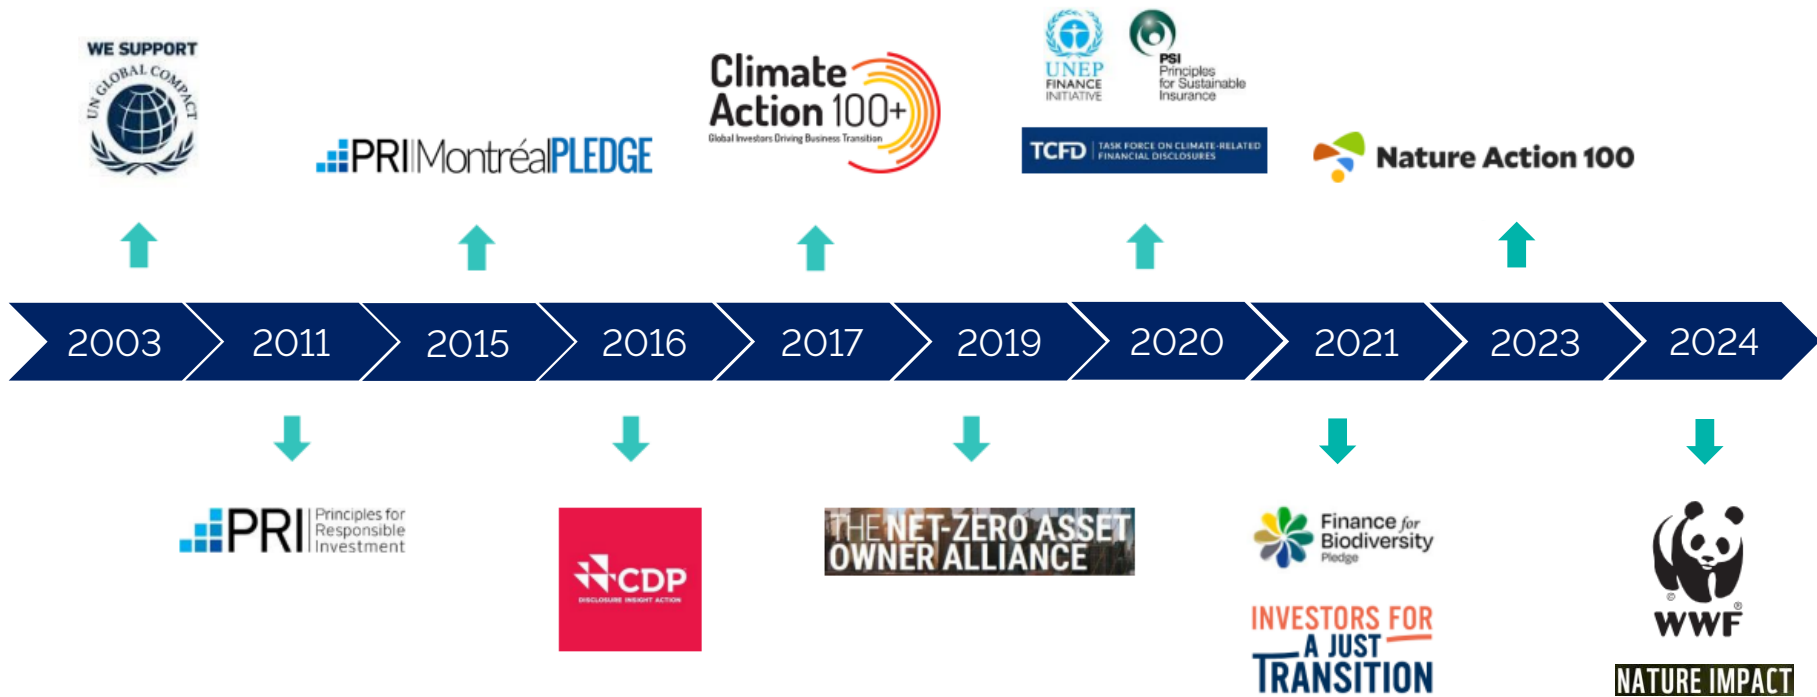 WE SUPPORT
UN GLOBAL COMPACT
PRI Montréal PLEDGE
Climate
Action 100+
Global Investors Driving Business Transition
UNEP
FINANCE
INITIATIVE
PSI
Principles
for Sustainable
Insurance
TCFD
TASK FORCE ON CLIMATE-RELATED
FINANCIAL DISCLOSURES
Nature Action 100
2003
2011
2015
2016
2017
2019
2020
2021
2023
2024
PRI
Principles for
Responsible
Investment
CDP
DISCLOSURE INSIGHT ACTION
THE NET-ZERO ASSET
OWNER ALLIANCE
Finance for
Biodiversity
Pledge
INVESTORS FOR
A JUST
TRANSITION
©
®
WWF
NATURE IMPACT